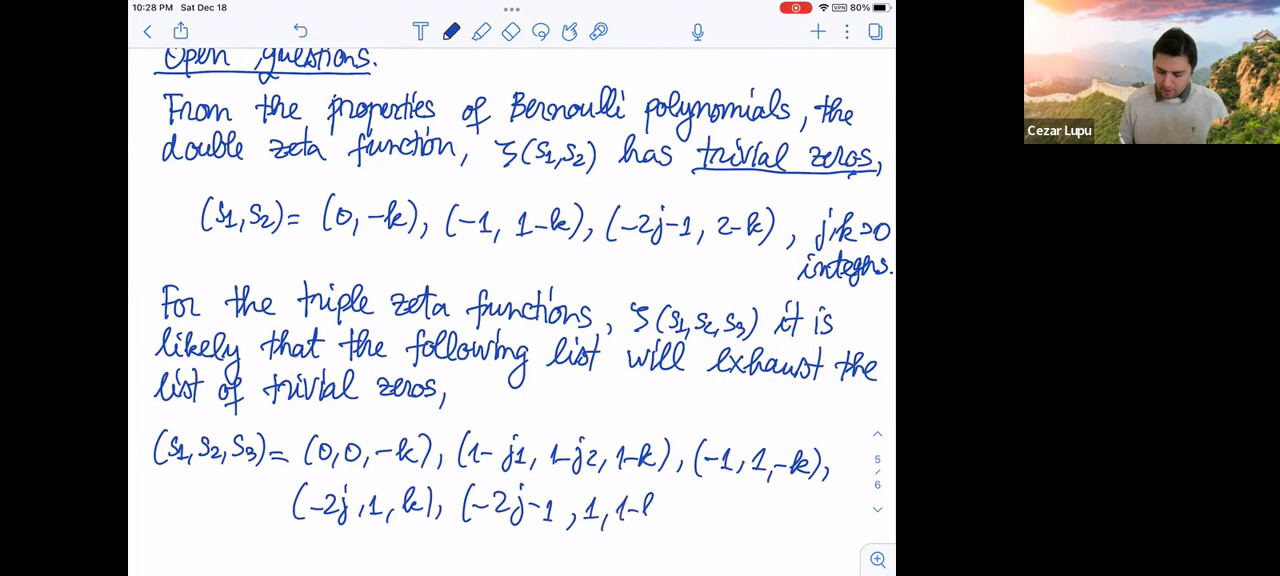 10:28 PM Sat Dec 18
VPN 80%
Open questions.
From the properties of Bernoulli polynomials, the
double zeta function, ζ(s1,s2) has trivial zeros,
(s1,s2) = (0,-k), (-1, 1-k), (-2j-1, 2-k), j,k>0
integers.
For the triple zeta functions, ζ(s1,s2,s3) it is
likely that the following list will exhaust the
list of trivial zeros,
(s1,s2,s3) = (0,0,-k), (1-j1, 1-j2, 1-k), (-1,1,-k),
(-2j,1,k), (-2j-1,1,1-
5
/
6
Cezar Lupu